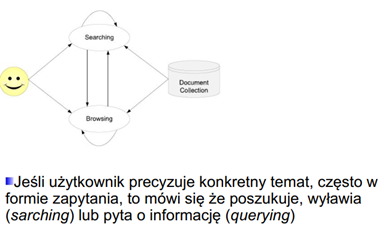 Searching
Document
Collection
Browsing
Jeśli użytkownik precyzuje konkretny temat, często w
formie zapytania, to mówi się że poszukuje, wyławia
(sarching) lub pyta o informację (querying)